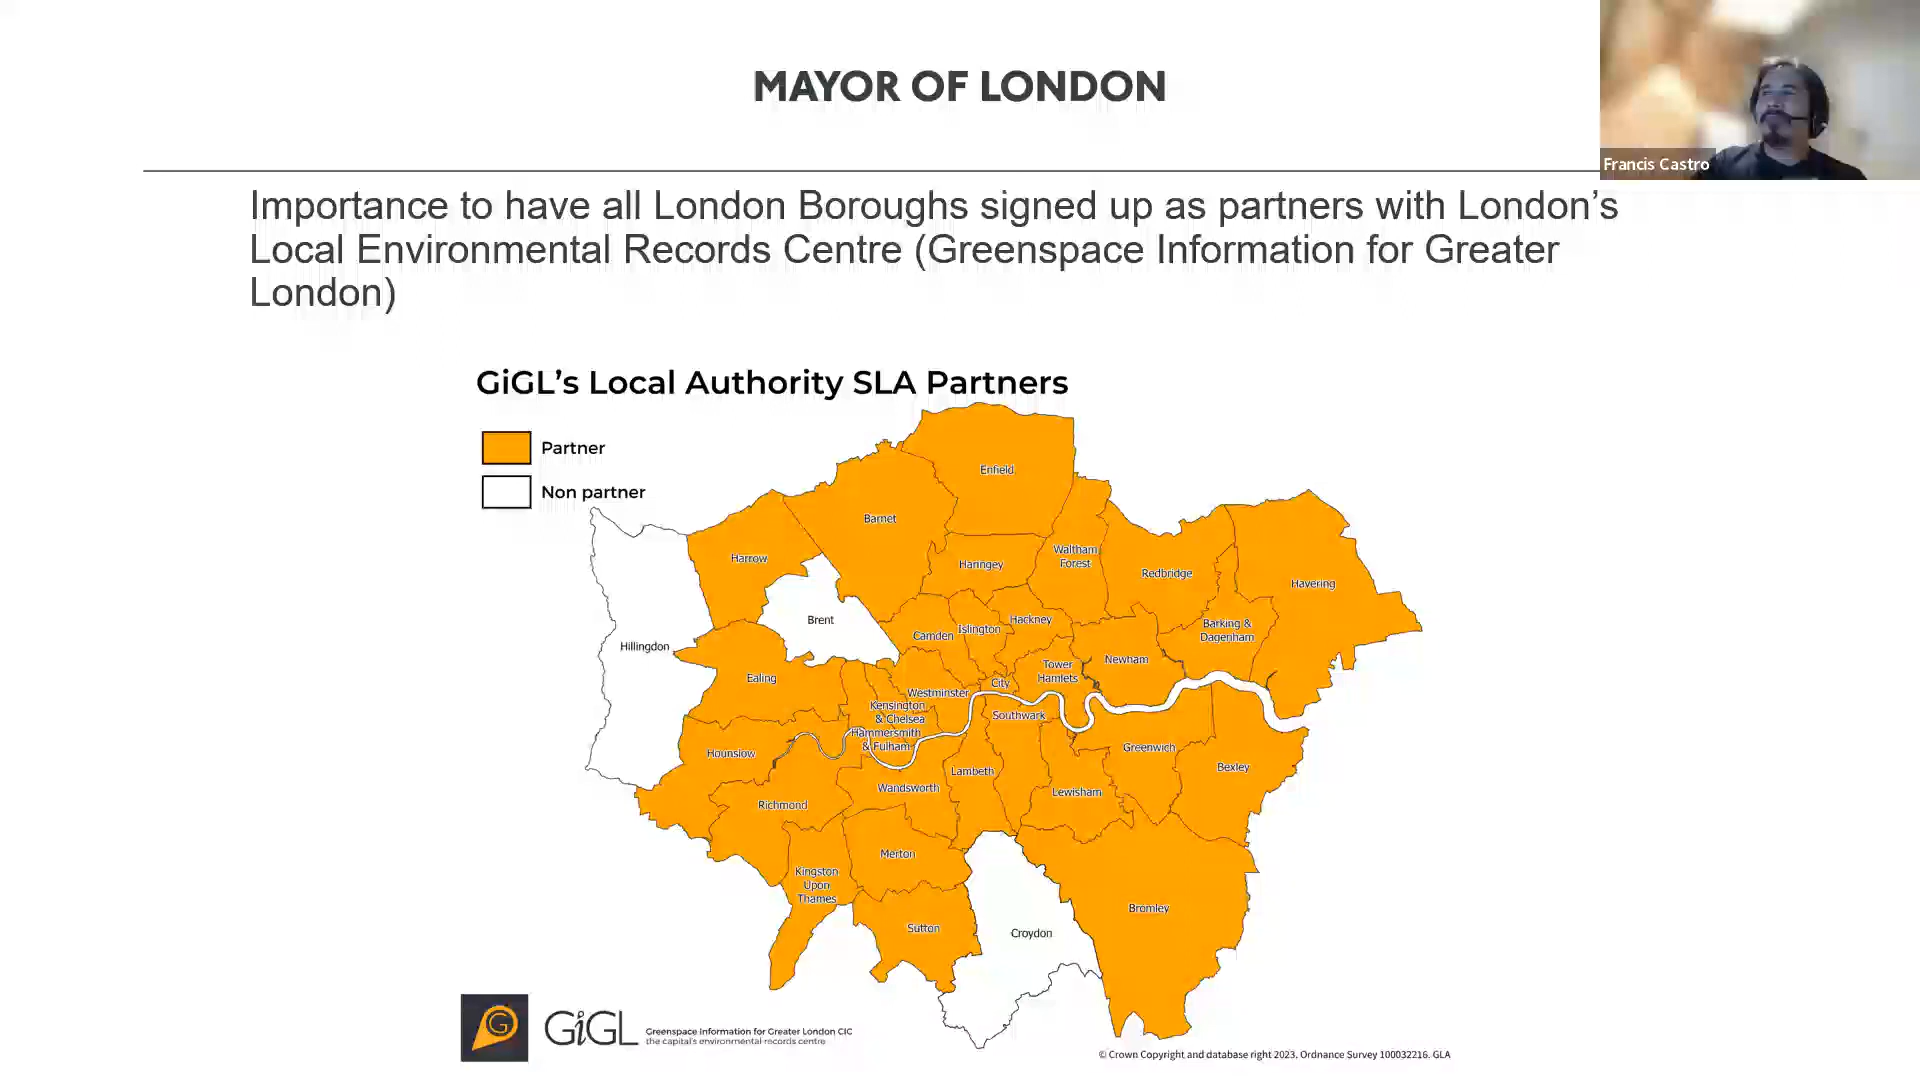 MAYOR OF LONDON
Francis Castro
Importance to have all London Boroughs signed up as partners with London’s
Local Environmental Records Centre (Greenspace Information for Greater
London)
GiGL’s Local Authority SLA Partners
Partner
Non partner
Enfield
Barnet
Harrow
Haringey
Waltham
Forest
Redbridge
Havering
Brent
Hillingdon
Camden
Islington
Hackney
Barking &
Dagenham
Ealing
Westminster
City
Tower
Hamlets
Newham
Kensington
& Chelsea
Hammersmith
& Fulham
Southwark
Hounslow
Greenwich
Bexley
Richmond
Wandsworth
Lambeth
Lewisham
Merton
Kingston
Upon
Thames
Sutton
Croydon
Bromley
G
GiGL
Greenspace Information for Greater London CIC
the capital's environmental records centre
© Crown Copyright and database right 2023. Ordnance Survey 100032216. GLA